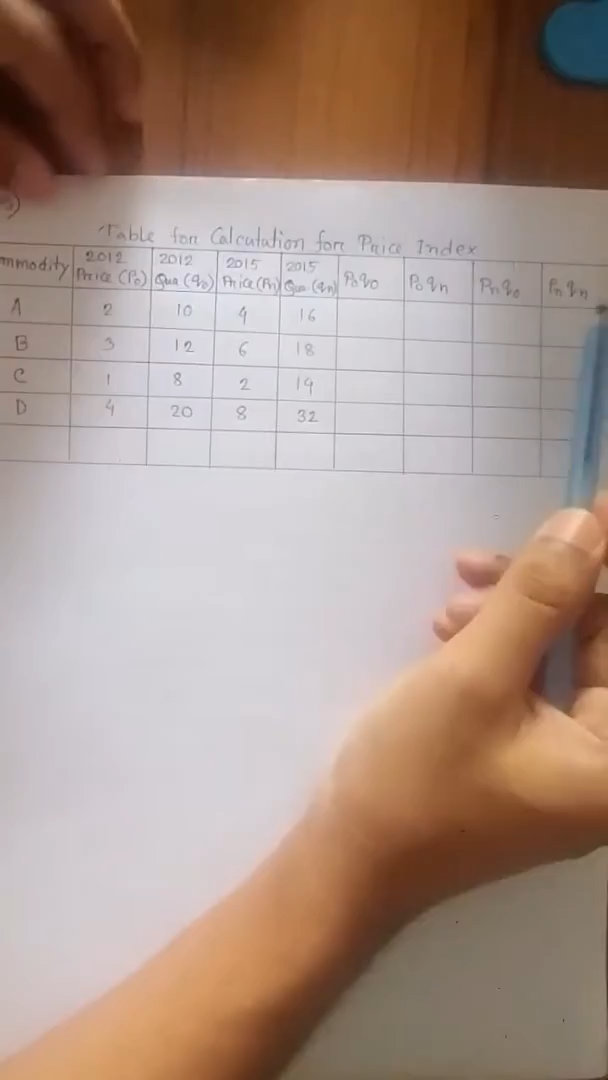 Table for Calculation for Price Index
mmodity 2012 Price (P₀) 2012 Qua (q₀) 2015 Price (Pn) 2015 Qua (qn) P₀q₀ P₀qn Pnq₀ Pnqn
A 2 10 4 16
B 3 12 6 18
C 1 8 2 14
D 4 20 8 32